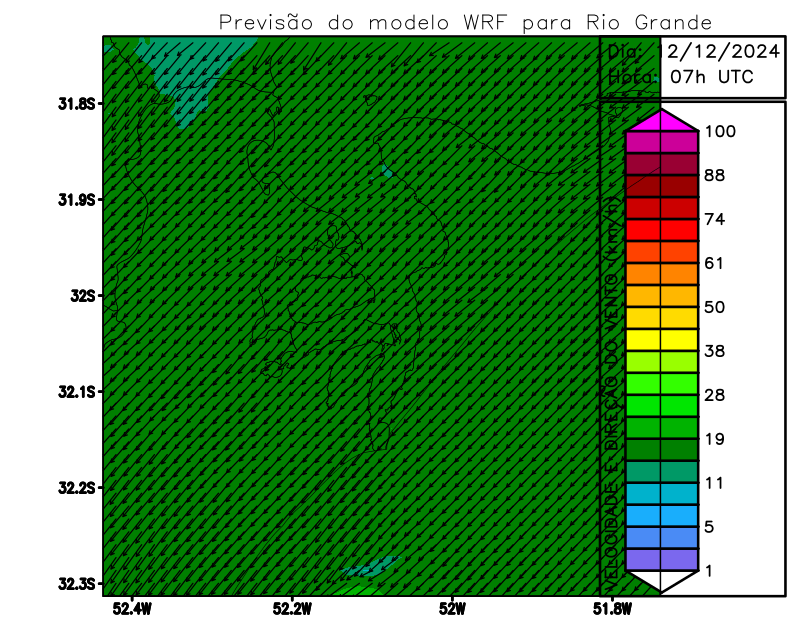 Previsão do modelo WRF para Rio Grande
Dia: 12/12/2024
Hora: 07h UTC
31.8S
31.9S
32S
32.1S
32.2S
32.3S
52.4W
52.2W
52W
51.8W
VELOCIDADE E DIREÇÃO DO VENTO (km/h)
100
88
74
61
50
38
28
19
11
5
1